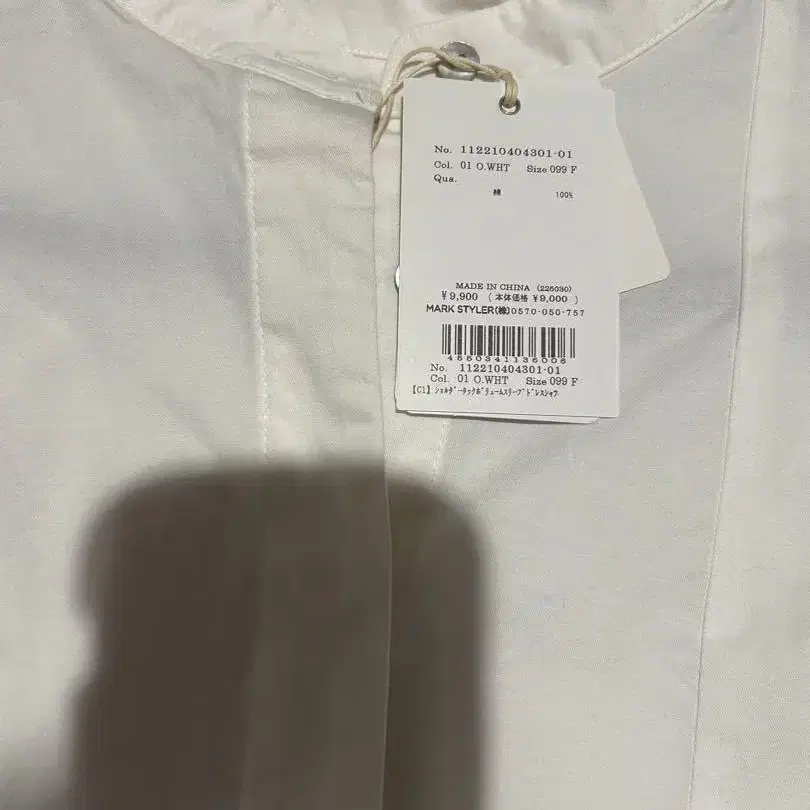 No. 112210404301-01
Col. 01 O.WHT Size 099 F
Qua.
綿 100%
MADE IN CHINA (225030)
¥9,900 (本体価格 ¥9,000)
MARK STYLER(株)0570-050-757
4550341136006
No. 112210404301-01
Col. 01 O.WHT Size 099 F
【C1】ショルダータックボリュームスリーブドレスシャツ